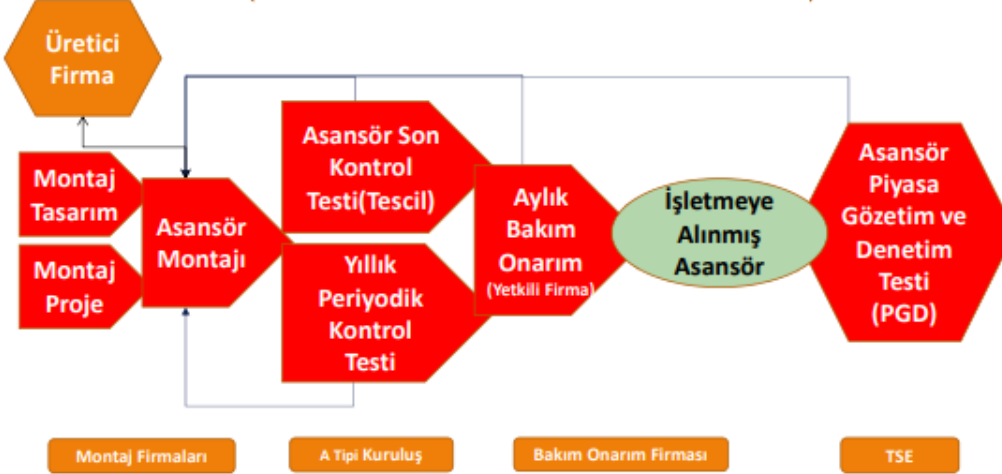 Üretici
Firma
Montaj
Tasarım
Montaj
Proje
Asansör
Montajı
Asansör Son
Kontrol
Testi(Tescil)
Yıllık
Periyodik
Kontrol
Testi
Aylık
Bakım
Onarım
(Yetkili Firma)
İşletmeye
Alınmış
Asansör
Asansör
Piyasa
Gözetim ve
Denetim
Testi
(PGD)
Montaj Firmaları
A Tipi Kuruluş
Bakım Onarım Firması
TSE